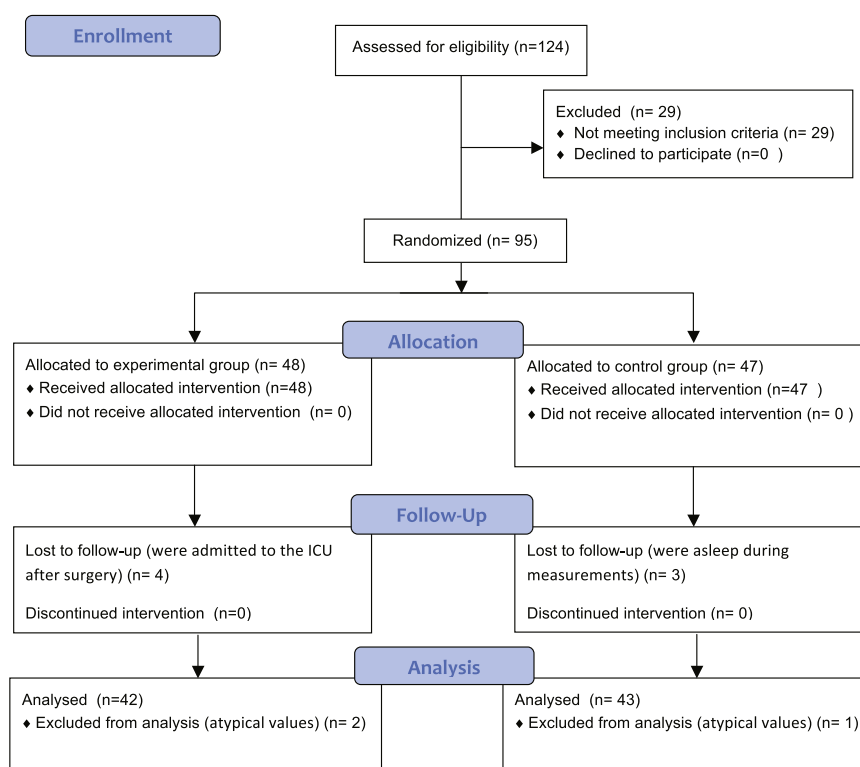 Enrollment
Assessed for eligibility (n=124)
Excluded (n= 29)
♦ Not meeting inclusion criteria (n= 29)
♦ Declined to participate (n=0 )
Randomized (n= 95)
Allocation
Allocated to experimental group (n= 48)
♦ Received allocated intervention (n=48)
♦ Did not receive allocated intervention (n= 0)
Allocated to control group (n= 47)
♦ Received allocated intervention (n=47 )
♦ Did not receive allocated intervention (n= 0 )
Follow-Up
Lost to follow-up (were admitted to the ICU
after surgery) (n= 4)
Discontinued intervention (n=0)
Lost to follow-up (were asleep during
measurements) (n= 3)
Discontinued intervention (n= 0)
Analysis
Analysed (n=42)
♦ Excluded from analysis (atypical values) (n= 2)
Analysed (n= 43)
♦ Excluded from analysis (atypical values) (n= 1)